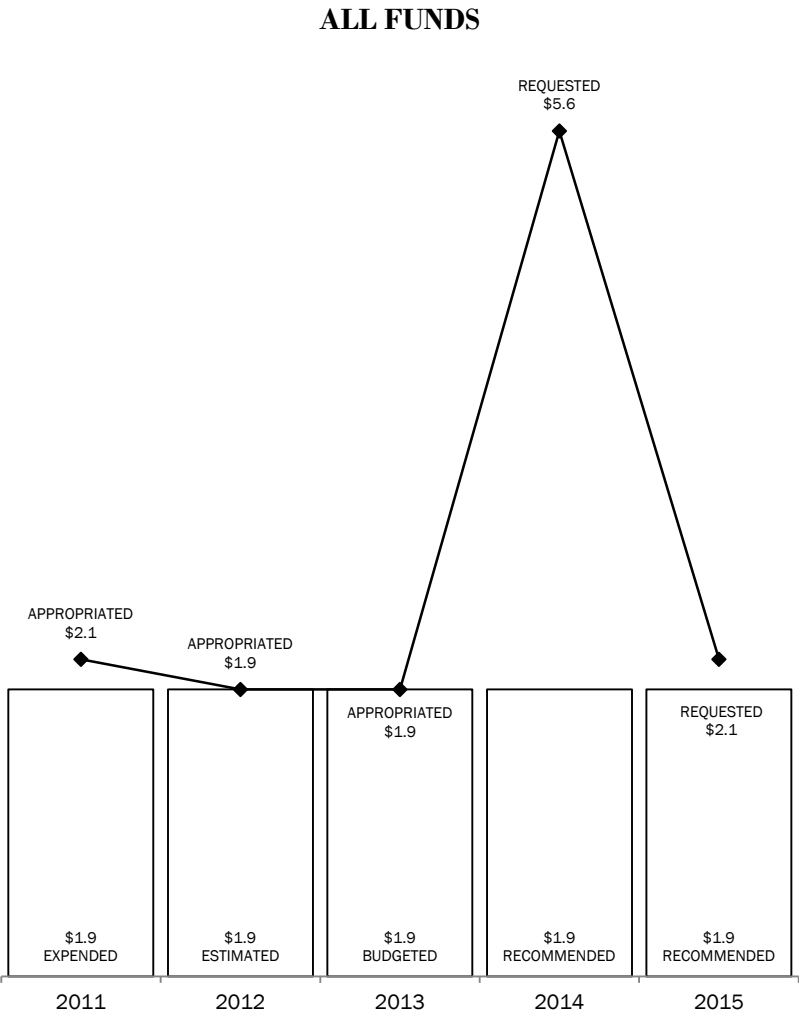 ALL FUNDS
REQUESTED
$5.6
APPROPRIATED
$2.1
APPROPRIATED
$1.9
APPROPRIATED
$1.9
REQUESTED
$2.1
$1.9
EXPENDED
$1.9
ESTIMATED
$1.9
BUDGETED
$1.9
RECOMMENDED
$1.9
RECOMMENDED
2011
2012
2013
2014
2015